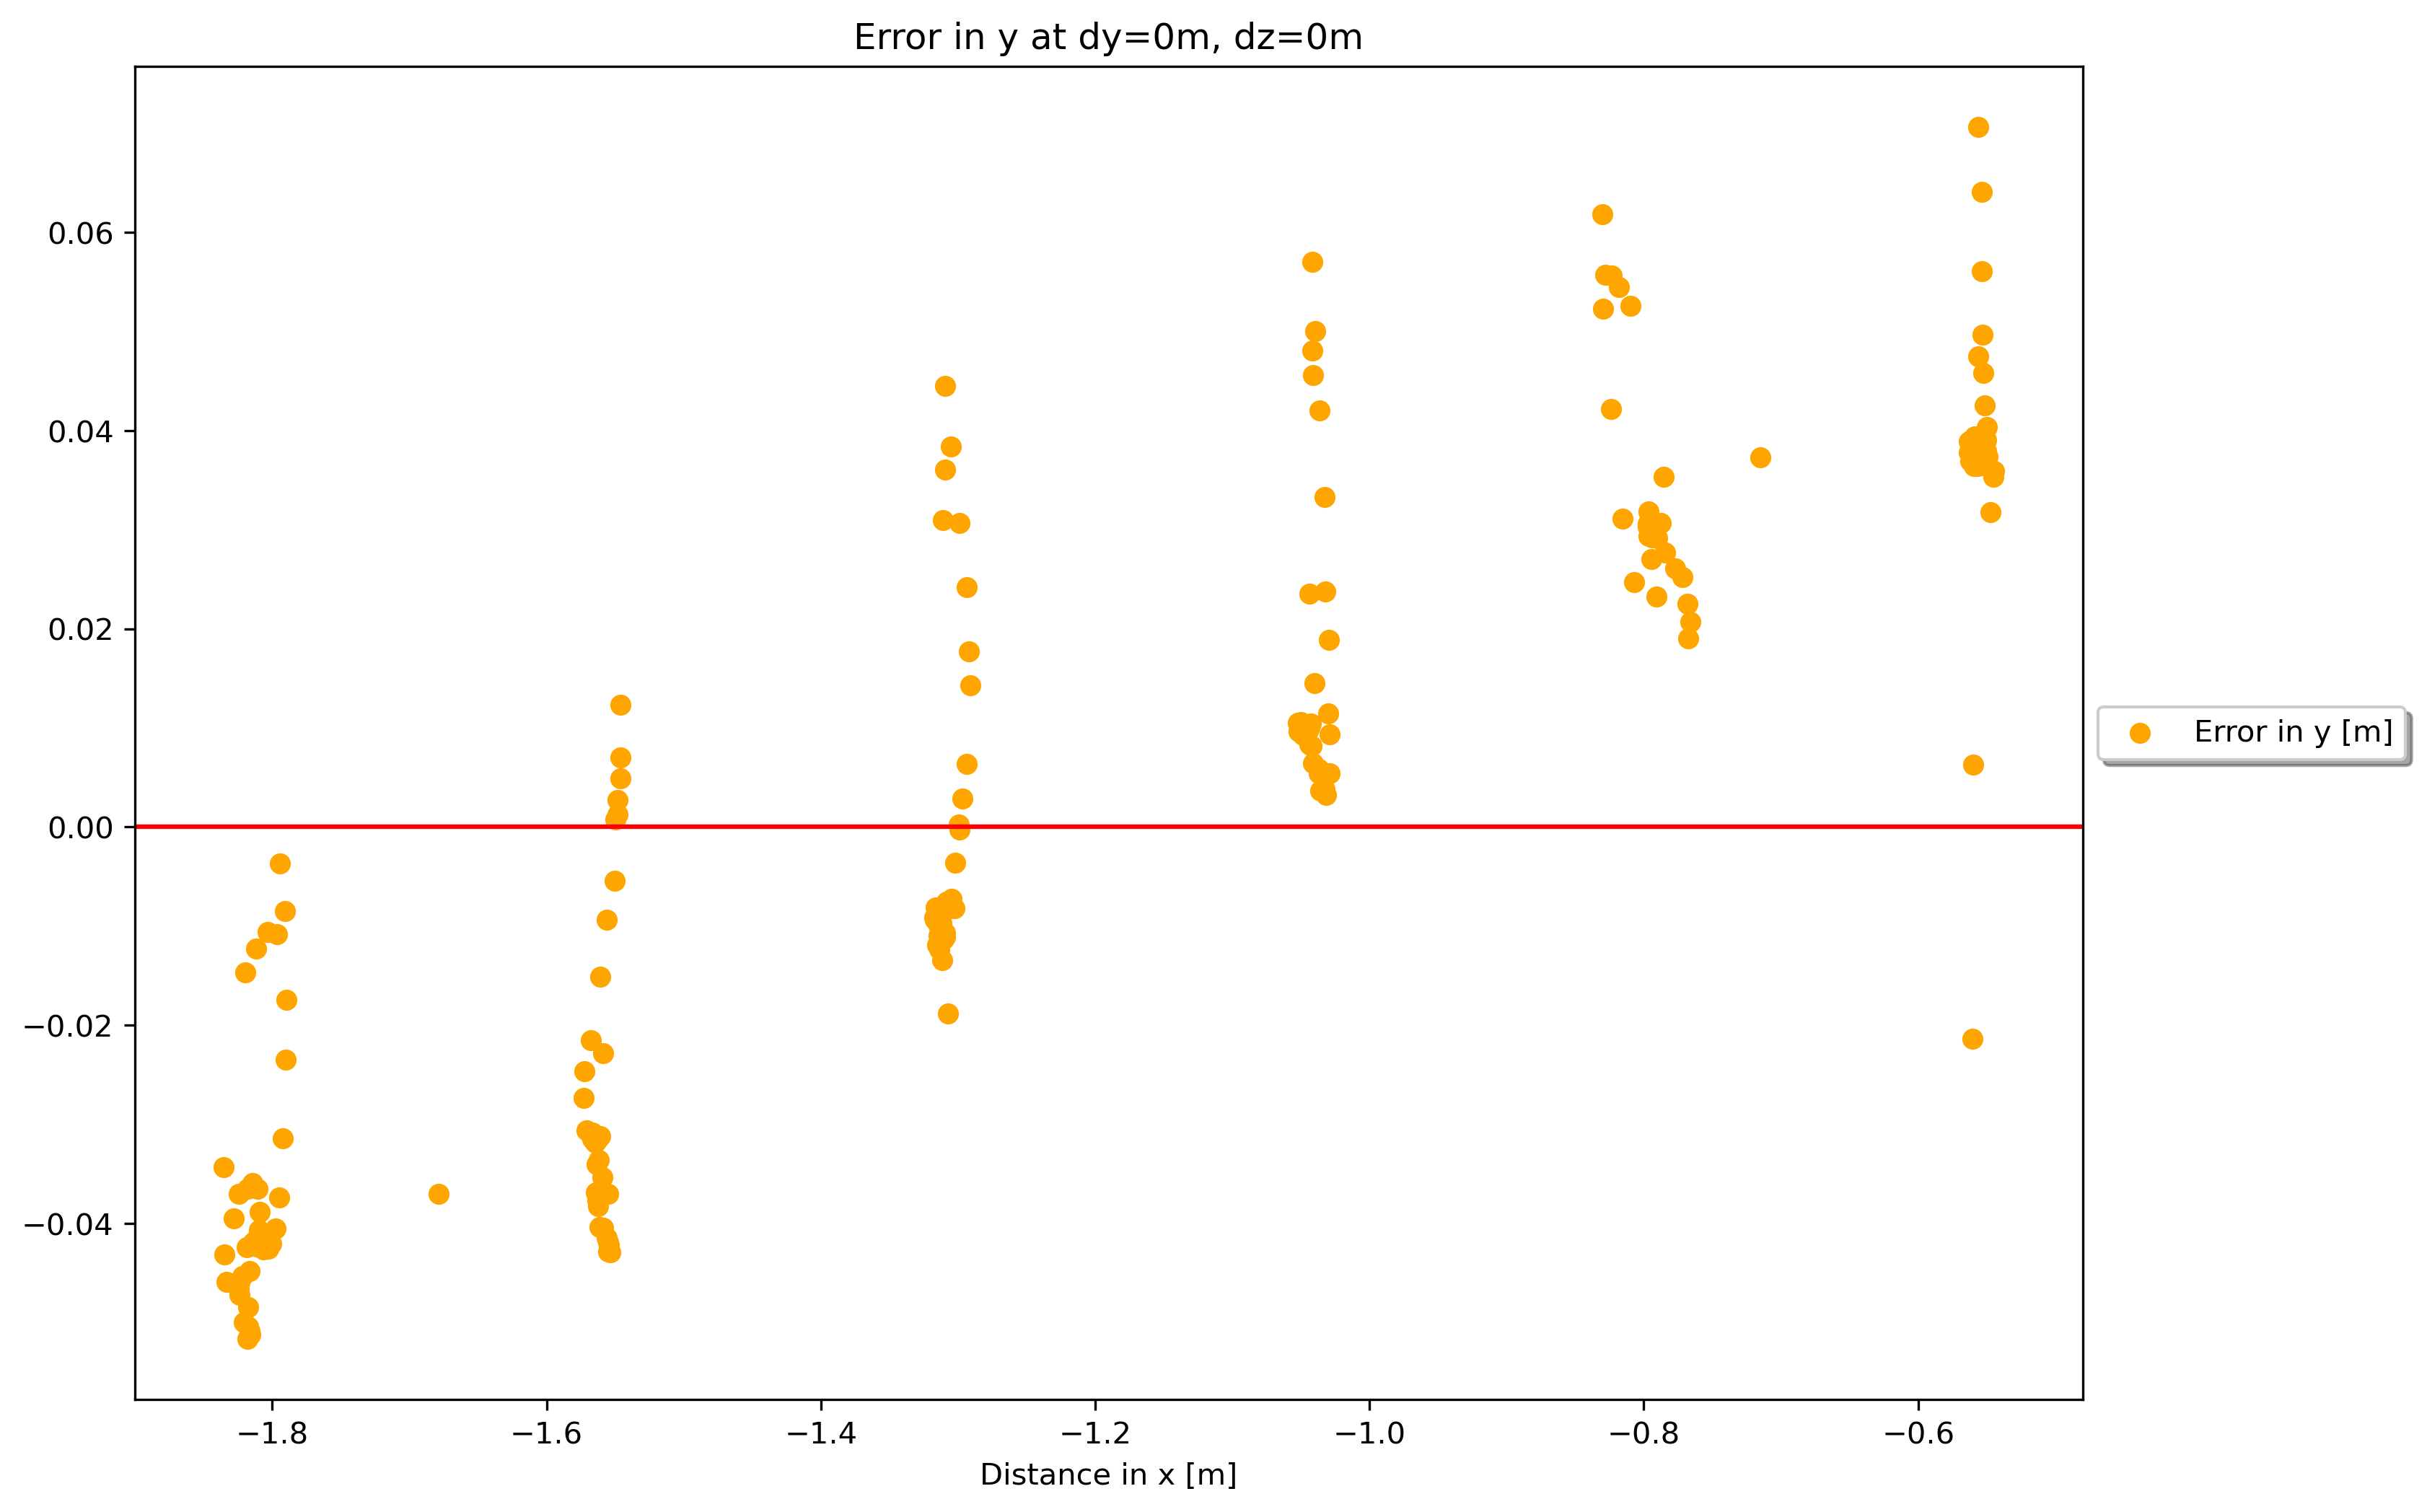 Error in y at dy=0m, dz=0m
0.06
0.04
0.02
0.00
−0.02
−0.04
Error in y [m]
−1.8 −1.6 −1.4 −1.2 −1.0 −0.8 −0.6
Distance in x [m]